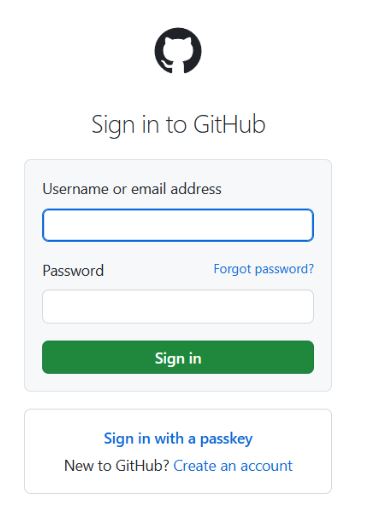 Sign in to GitHub
Username or email address
Password Forgot password?
Sign in
Sign in with a passkey
New to GitHub? Create an account